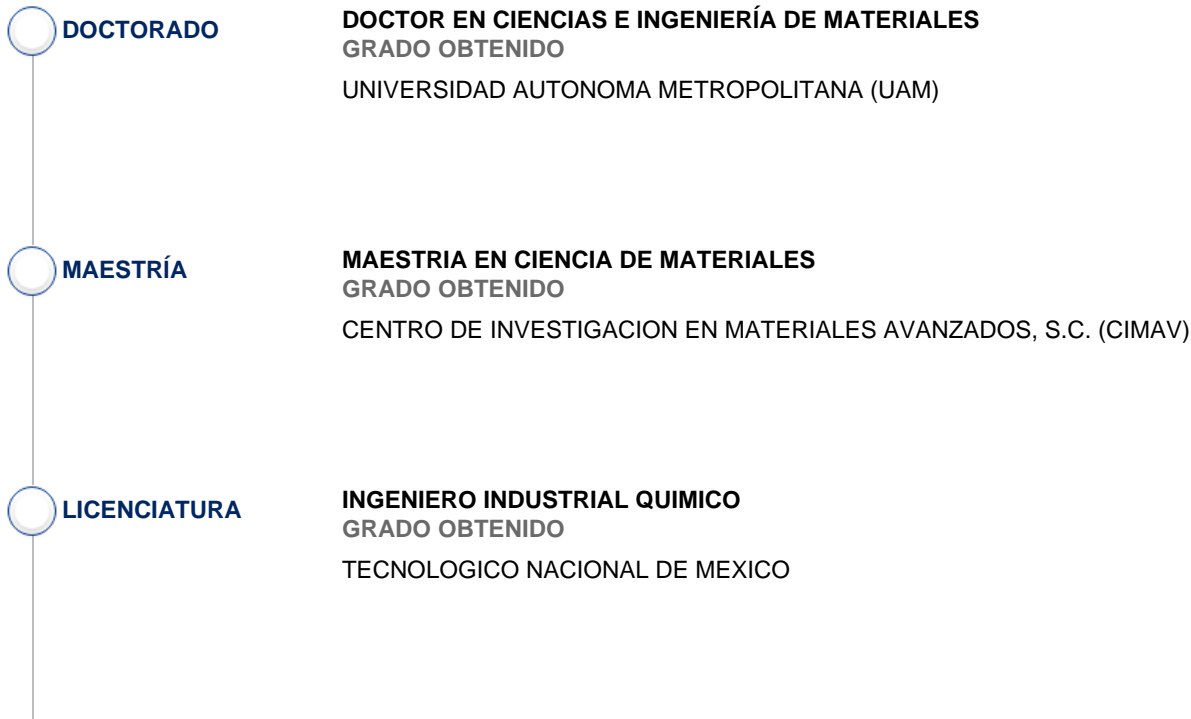 DOCTORADO
DOCTOR EN CIENCIAS E INGENIERÍA DE MATERIALES
GRADO OBTENIDO
UNIVERSIDAD AUTONOMA METROPOLITANA (UAM)
MAESTRÍA
MAESTRIA EN CIENCIA DE MATERIALES
GRADO OBTENIDO
CENTRO DE INVESTIGACION EN MATERIALES AVANZADOS, S.C. (CIMAV)
LICENCIATURA
INGENIERO INDUSTRIAL QUIMICO
GRADO OBTENIDO
TECNOLOGICO NACIONAL DE MEXICO